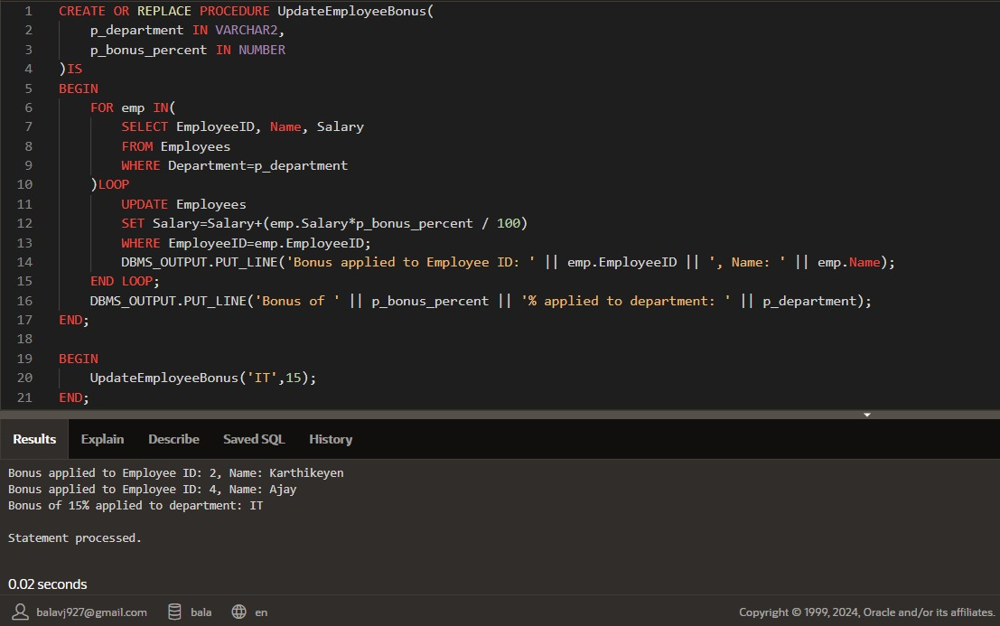 1 CREATE OR REPLACE PROCEDURE UpdateEmployeeBonus(
2     p_department IN VARCHAR2,
3     p_bonus_percent IN NUMBER
4 )IS
5 BEGIN
6     FOR emp IN(
7         SELECT EmployeeID, Name, Salary
8         FROM Employees
9         WHERE Department=p_department
10     )LOOP
11         UPDATE Employees
12         SET Salary=Salary+(emp.Salary*p_bonus_percent / 100)
13         WHERE EmployeeID=emp.EmployeeID;
14         DBMS_OUTPUT.PUT_LINE('Bonus applied to Employee ID: ' || emp.EmployeeID || ', Name: ' || emp.Name);
15     END LOOP;
16     DBMS_OUTPUT.PUT_LINE('Bonus of ' || p_bonus_percent || '% applied to department: ' || p_department);
17 END;
18
19 BEGIN
20     UpdateEmployeeBonus('IT',15);
21 END;
Results Explain Describe Saved SQL History
Bonus applied to Employee ID: 2, Name: Karthikeyen
Bonus applied to Employee ID: 4, Name: Ajay
Bonus of 15% applied to department: IT
Statement processed.
0.02 seconds
balavj927@gmail.com bala en Copyright © 1999, 2024, Oracle and/or its affiliates.